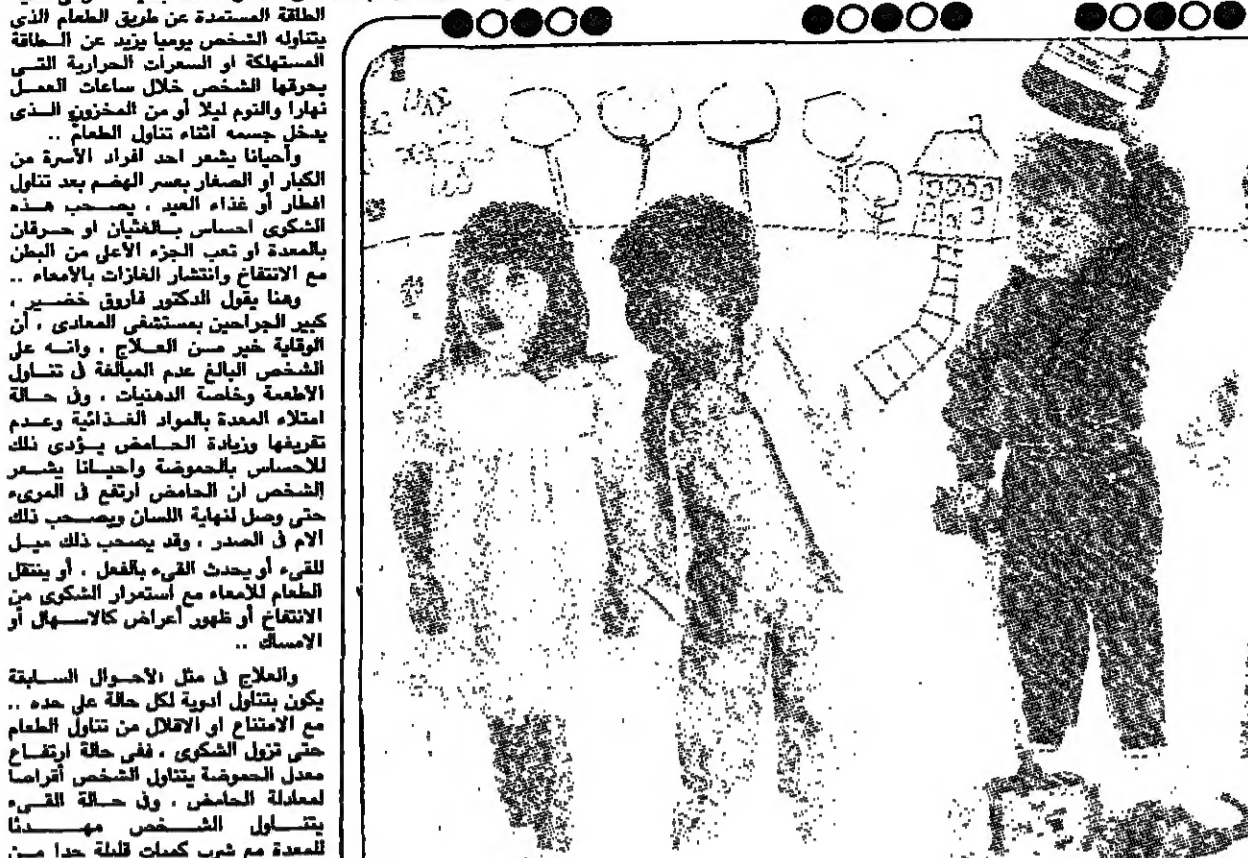 الطاقة المستمدة عن طريق الطعام الذى
يتناوله الشخص يوميا يزيد عن الطاقة
المستهلكة او السعرات الحرارية التى
يحرقها الشخص خلال ساعات العمل
نهارا والنوم ليلا أو من المخزون الذى
يدخل جسمه اثناء تناول الطعام ..
وأحيانا يشعر احد افراد الأسرة من
الكبار او الصغار بعسر الهضم بعد تناول
افطار أو غذاء العيد ، يصحب هذه
الشكوى احساس بالغثيان او حرقان
بالمعدة او تعب الجزء الأعلى من البطن
مع الانتفاخ وانتشار الغازات بالأمعاء ..
وهنا يقول الدكتور فاروق خضير ،
كبير الجراحين بمستشفى المعادى ، أن
الوقاية خير من العلاج ، وانه على
الشخص البالغ عدم المبالغة فى تناول
الاطعمة وخاصة الدهنيات ، وفى حالة
امتلاء المعدة بالمواد الغذائية وعدم
تفريغها وزيادة الحامض يؤدى ذلك
للاحساس بالحموضة واحيانا يشعر
الشخص ان الحامض ارتفع فى المرىء
حتى وصل لنهاية اللسان ويصحب ذلك
الام فى الصدر ، وقد يصحب ذلك ميل
للقىء أو يحدث القىء بالفعل ، أو ينتقل
الطعام للأمعاء مع استمرار الشكوى من
الانتفاخ أو ظهور أعراض كالاسهال أو
الامساك ..
والعلاج فى مثل الأحوال السابقة
يكون بتناول ادوية لكل حالة على حده ..
مع الامتناع او الاقلال من تناول الطعام
حتى تزول الشكوى ، ففى حالة ارتفاع
معدل الحموضة يتناول الشخص أقراصا
لمعادلة الحامض ، وفى حالة القىء
يتناول الشخص مهدئا
للمعدة مع شرب كميات قليلة جدا من